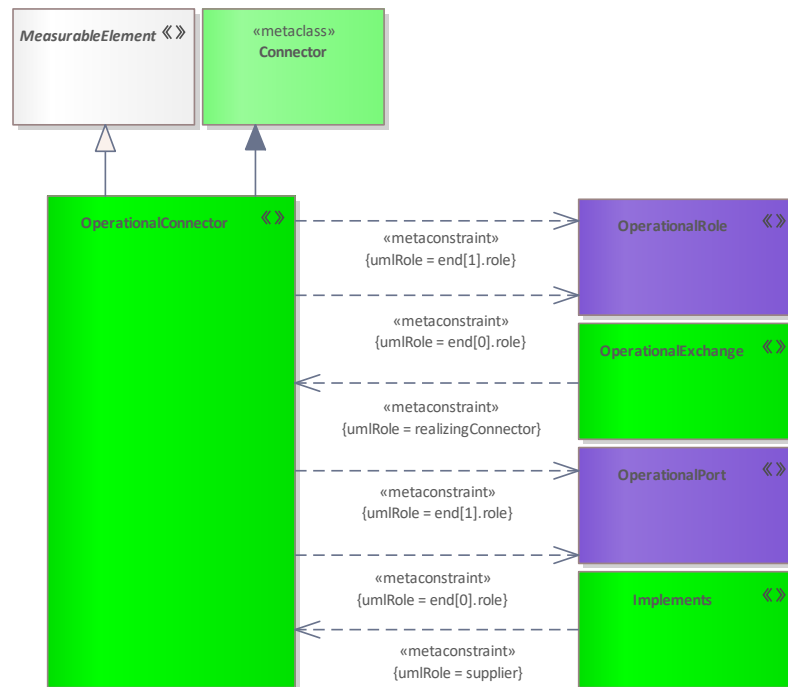 MeasurableElement «»
«metaclass»
Connector
OperationalConnector «»
«metaconstraint»
{umlRole = end[1].role}
OperationalRole «»
«metaconstraint»
{umlRole = end[0].role}
OperationalExchange «»
«metaconstraint»
{umlRole = realizingConnector}
OperationalPort «»
«metaconstraint»
{umlRole = end[1].role}
«metaconstraint»
{umlRole = end[0].role}
Implements «»
«metaconstraint»
{umlRole = supplier}